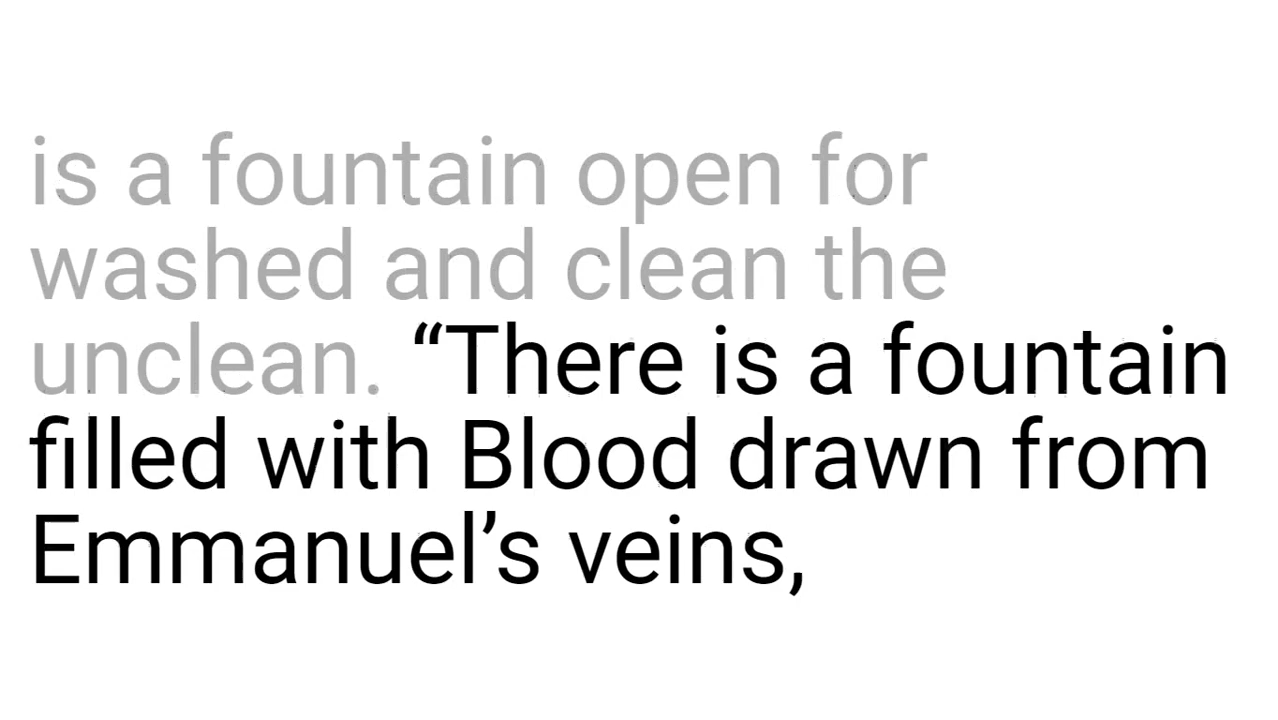 is a fountain open for
washed and clean the
unclean. “There is a fountain
filled with Blood drawn from
Emmanuel’s veins,